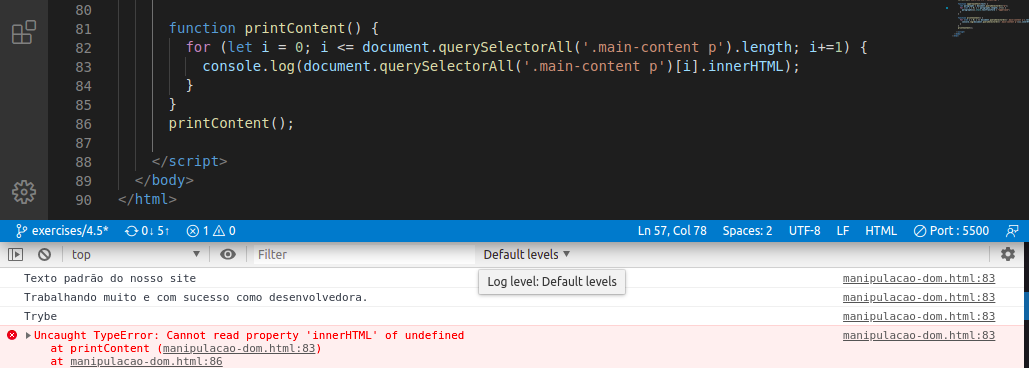 80
81 function printContent() {
82 for (let i = 0; i <= document.querySelectorAll('.main-content p').length; i+=1) {
83 console.log(document.querySelectorAll('.main-content p')[i].innerHTML);
84 }
85 }
86 printContent();
87
88 </script>
89 </body>
90 </html>
exercises/4.5* 0↓ 5↑ 1 0 Ln 57, Col 78 Spaces: 2 UTF-8 LF HTML Port : 5500
top ▼ Filter Default levels ▼
Texto padrão do nosso site manipulacao-dom.html:83
Log level: Default levels
Trabalhando muito e com sucesso como desenvolvedora. manipulacao-dom.html:83
Trybe manipulacao-dom.html:83
Uncaught TypeError: Cannot read property 'innerHTML' of undefined manipulacao-dom.html:83
at printContent (manipulacao-dom.html:83)
at manipulacao-dom.html:86